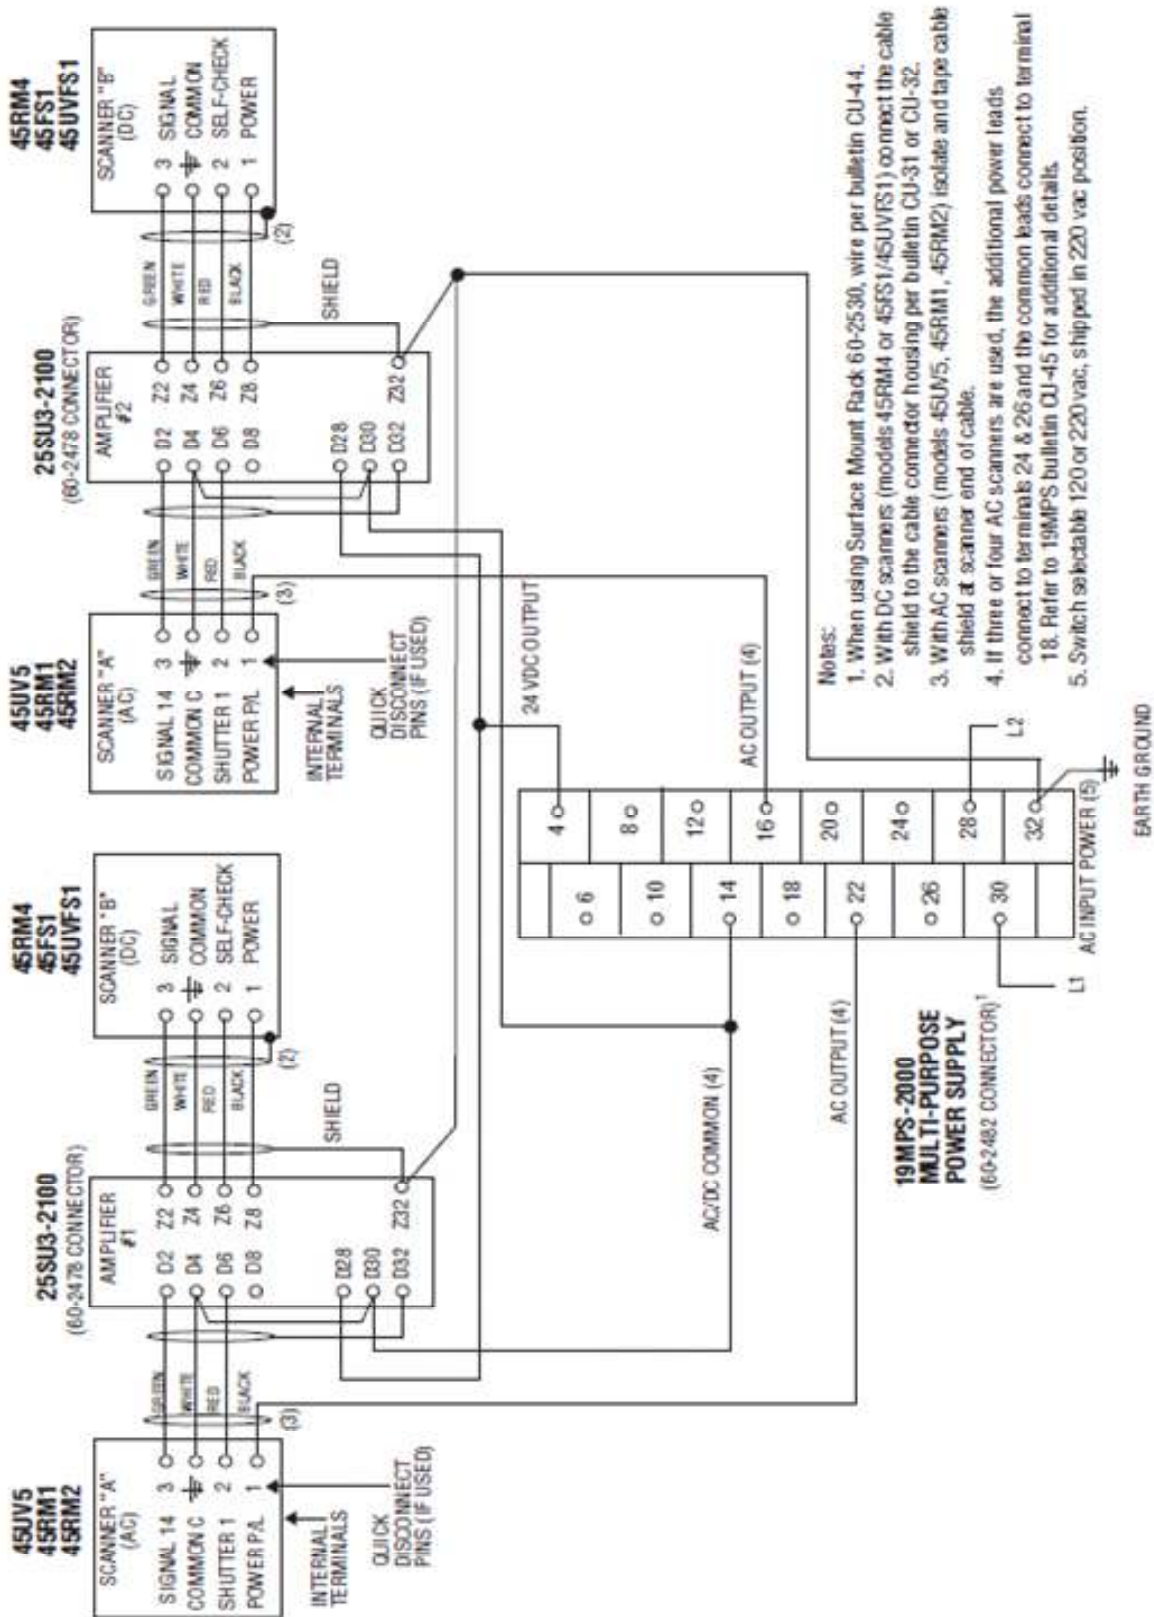 45UV5
45RM1
45RM2
SCANNER "A"
(AC)
SIGNAL 14 3
COMMON C
SHUTTER 1 2
POWER P/L 1
INTERNAL
TERMINALS
QUICK
DISCONNECT
PINS (IF USED)
GREEN
WHITE
RED
BLACK
(3)
25SU3-2100
(60-2478 CONNECTOR)
AMPLIFIER
#1
D2 Z2
D4 Z4
D6 Z6
D8 Z8
D28
D30
D32 Z32
SHIELD
GREEN
WHITE
RED
BLACK
(2)
45RM4
45FS1
45UVFS1
SCANNER "B"
(DC)
3 SIGNAL
COMMON
2 SELF-CHECK
1 POWER
45UV5
45RM1
45RM2
SCANNER "A"
(AC)
SIGNAL 14 3
COMMON C
SHUTTER 1 2
POWER P/L 1
INTERNAL
TERMINALS
QUICK
DISCONNECT
PINS (IF USED)
GREEN
WHITE
RED
BLACK
(3)
25SU3-2100
(60-2478 CONNECTOR)
AMPLIFIER
#2
D2 Z2
D4 Z4
D6 Z6
D8 Z8
D28
D30
D32 Z32
SHIELD
GREEN
WHITE
RED
BLACK
(2)
45RM4
45FS1
45UVFS1
SCANNER "B"
(DC)
3 SIGNAL
COMMON
2 SELF-CHECK
1 POWER
AC/DC COMMON (4)
AC OUTPUT (4)
24 VDC OUTPUT
AC OUTPUT (4)
19MPS-2000
MULTI-PURPOSE
POWER SUPPLY
(60-2482 CONNECTOR)1
4
6
8
10
12
14
16
18
20
22
24
26
28
30
32
L1
L2
AC INPUT POWER (5)
EARTH GROUND
Notes:
1. When using Surface Mount Rack 60-2530, wire per bulletin CU-44.
2. With DC scanners (models 45RM4 or 45FS1/45UVFS1) connect the cable
shield to the cable connector housing per bulletin CU-31 or CU-32.
3. With AC scanners (models 45UV5, 45RM1, 45RM2) isolate and tape cable
shield at scanner end of cable.
4. If three or four AC scanners are used, the additional power leads
connect to terminals 24 & 26 and the common leads connect to terminal
18. Refer to 19MPS bulletin CU-45 for additional details.
5. Switch selectable 120 or 220 vac, shipped in 220 vac position.